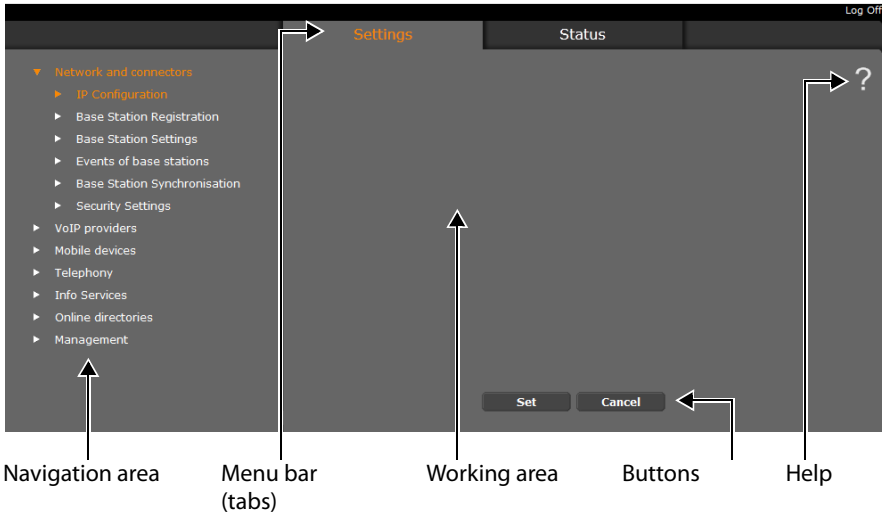 Log Off
Settings
Status
Network and connectors
?
IP Configuration
Base Station Registration
Base Station Settings
Events of base stations
Base Station Synchronisation
Security Settings
VoIP providers
Mobile devices
Telephony
Info Services
Online directories
Management
Set
Cancel
Navigation area
Menu bar
(tabs)
Working area
Buttons
Help